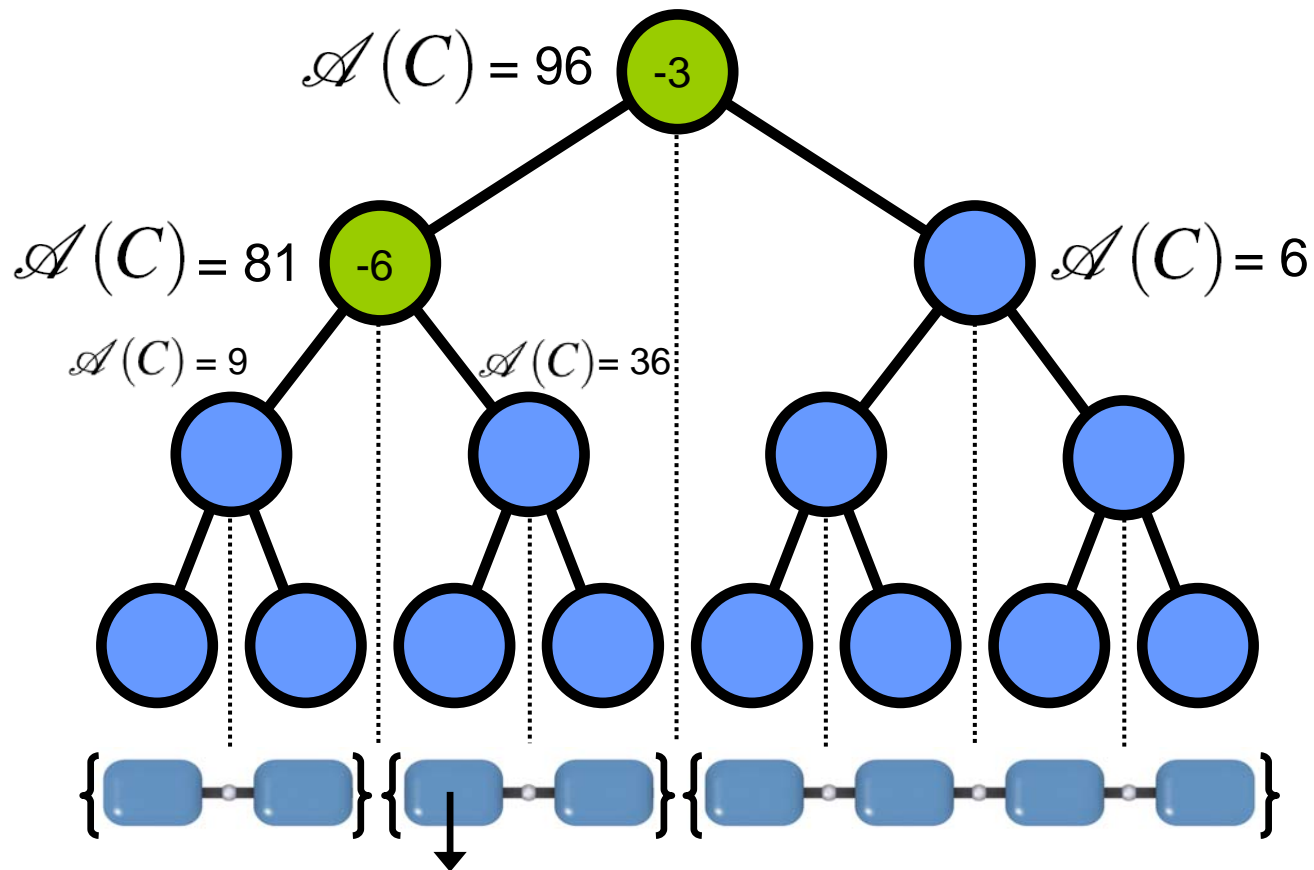 𝒜(C) = 96
-3
𝒜(C) = 81
-6
𝒜(C) = 6
𝒜(C) = 9
𝒜(C) = 36